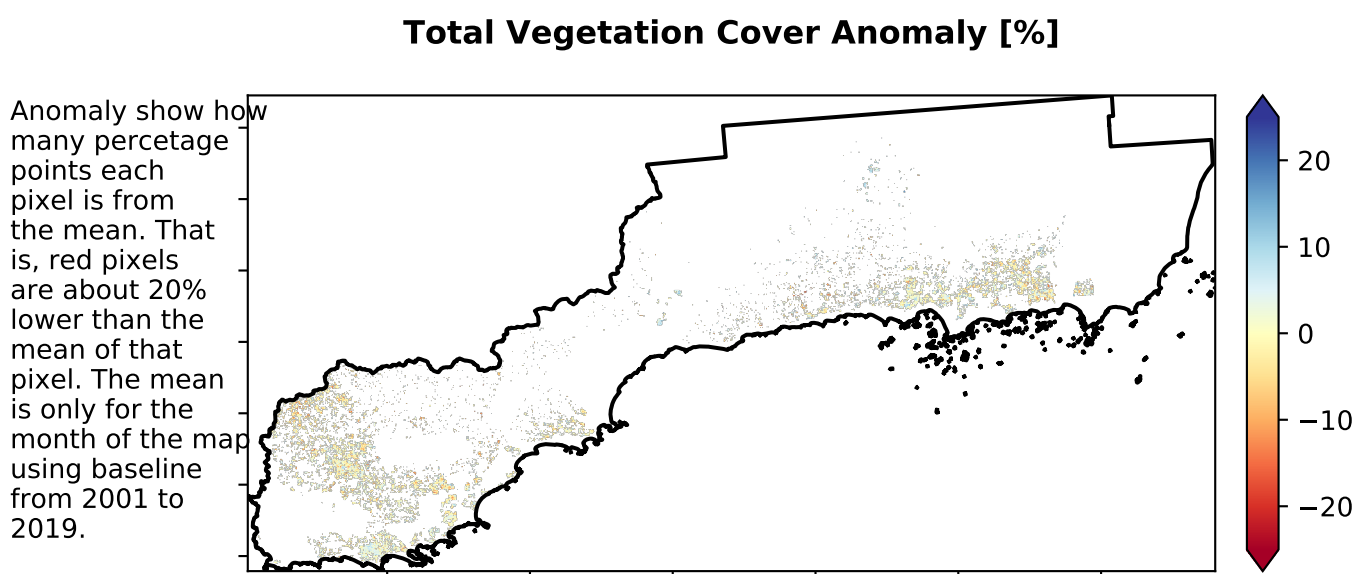 Total Vegetation Cover Anomaly [%]
Anomaly show how
many percetage
points each
pixel is from
the mean. That
is, red pixels
are about 20%
lower than the
mean of that
pixel. The mean
is only for the
month of the map
using baseline
from 2001 to
2019.
20
10
0
−10
−20